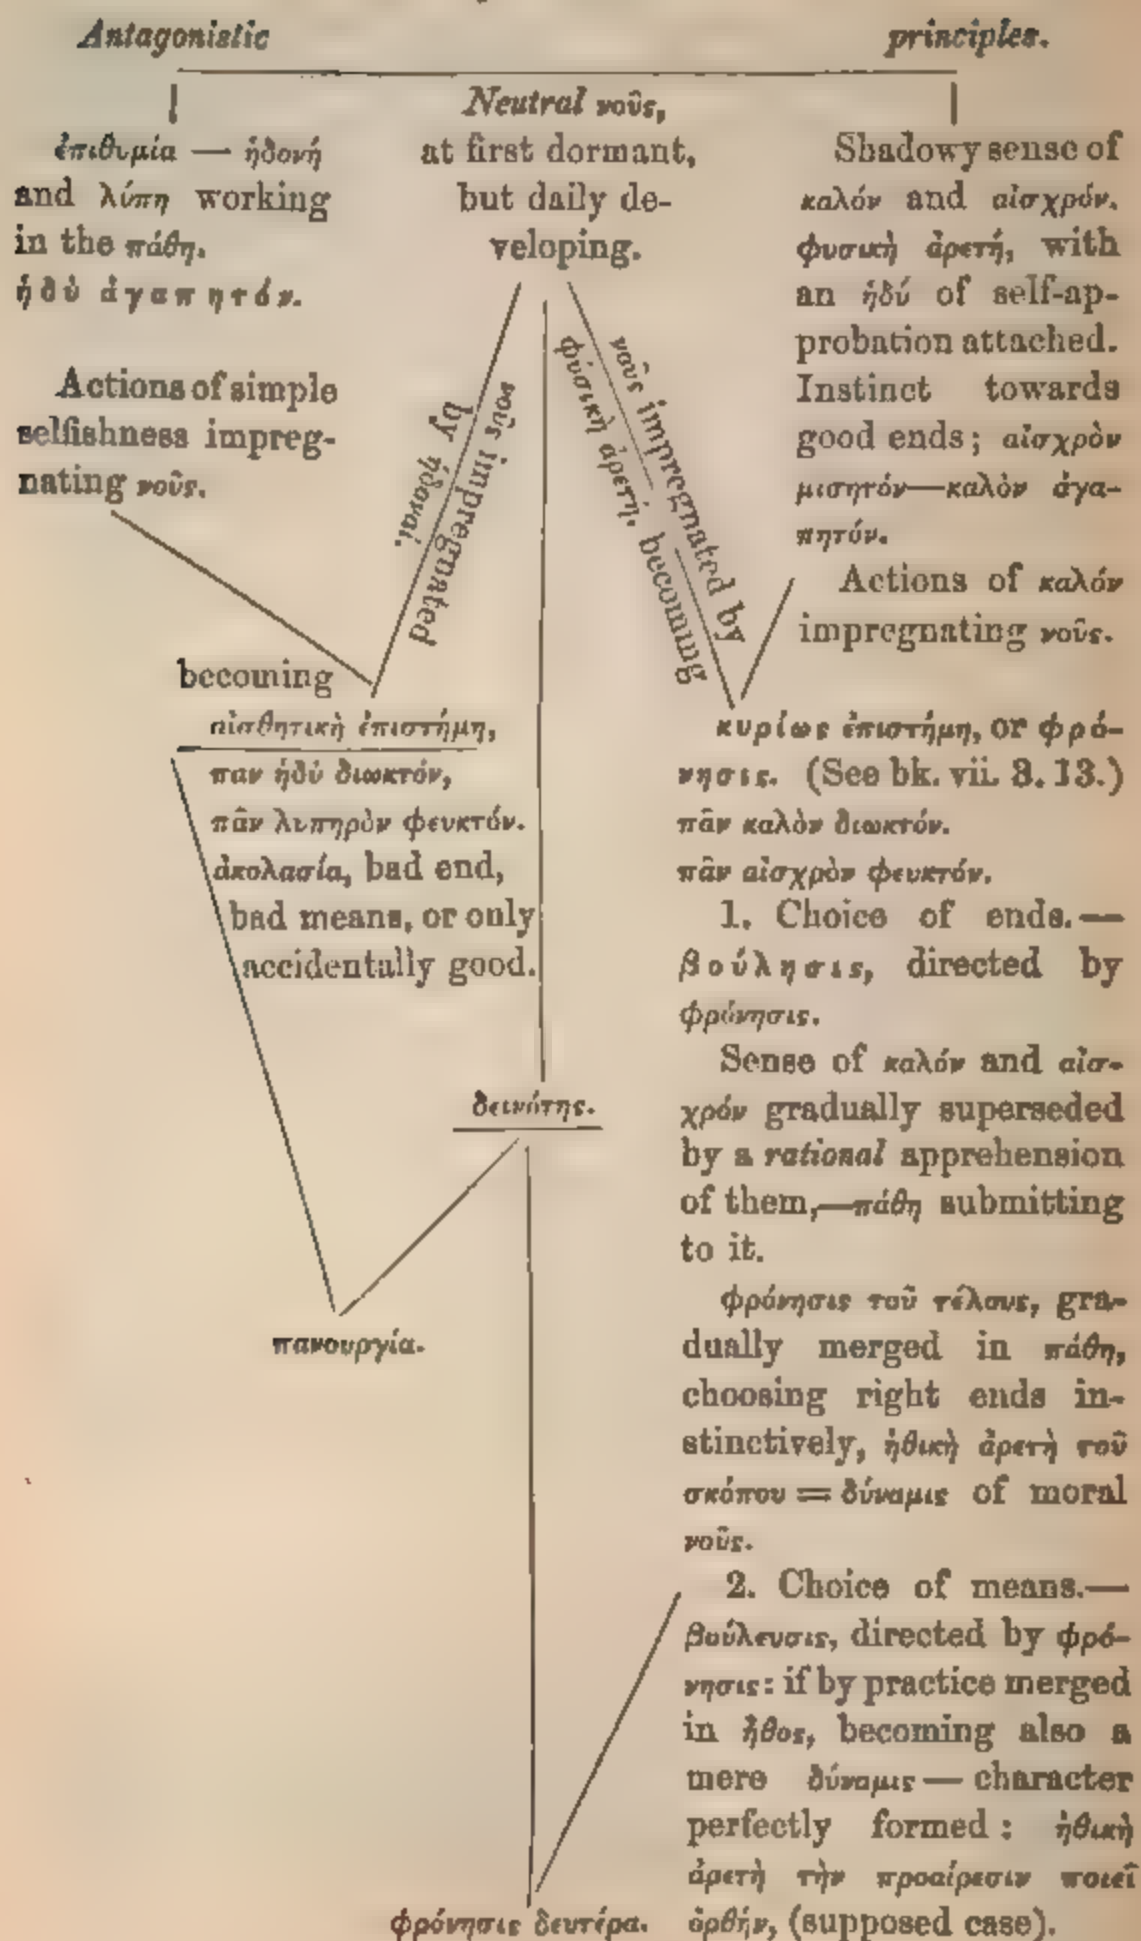 Antagonistic principles.
Neutral νοῦς,
at first dormant,
but daily de-
veloping.
ἐπιθυμία — ἡδονή
and λύπη working
in the πάθη.
ἡδὺ ἀγαπητόν.
Actions of simple
selfishness impreg-
nating νοῦς.
νοῦς impregnated
by ἡδοναί.
νοῦς impregnated by
φύσικὴ ἀρετή, becoming
Shadowy sense of
καλόν and αἰσχρόν.
φυσικὴ ἀρετή, with
an ἡδύ of self-ap-
probation attached.
Instinct towards
good ends; αἰσχρὸν
μισητόν—καλὸν ἀγα-
πητόν.
Actions of καλόν
impregnating νοῦς.
becoming
αἰσθητικὴ ἐπιστήμη,
παν ἡδὺ διωκτόν,
πᾶν λυπηρὸν φευκτόν.
ἀκολασία, bad end,
bad means, or only
accidentally good.
δεινότης.
πανουργία.
κυρίως ἐπιστήμη, or φρό-
νησις. (See bk. vii. 3. 13.)
πᾶν καλὸν διωκτόν.
πᾶν αἰσχρὸν φευκτόν.
1. Choice of ends.—
βούλησις, directed by
φρόνησις.
Sense of καλόν and αἰσ-
χρόν gradually superseded
by a rational apprehension
of them,—πάθη submitting
to it.
φρόνησις τοῦ τέλους, gra-
dually merged in πάθη,
choosing right ends in-
stinctively, ἠθικὴ ἀρετὴ τοῦ
σκόπου = δύναμις of moral
νοῦς.
2. Choice of means.—
βούλευσις, directed by φρό-
νησις: if by practice merged
in ἦθος, becoming also a
mere δύναμις — character
perfectly formed: ἠθικὴ
ἀρετὴ τὴν προαίρεσιν ποιεῖ
ὀρθήν, (supposed case).
φρόνησις δευτέρα.